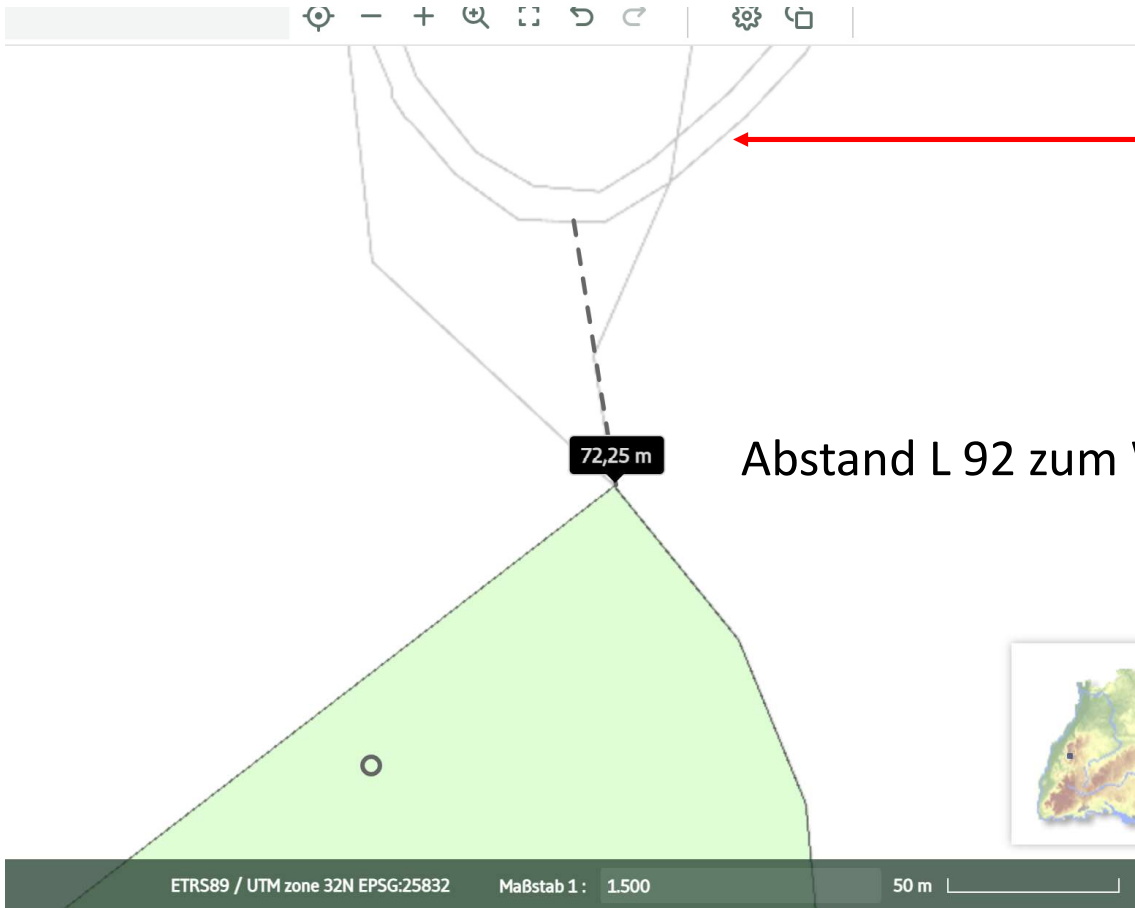 72,25 m
Abstand L 92 zum
ETRS89 / UTM zone 32N EPSG:25832 Maßstab 1 : 1.500 50 m